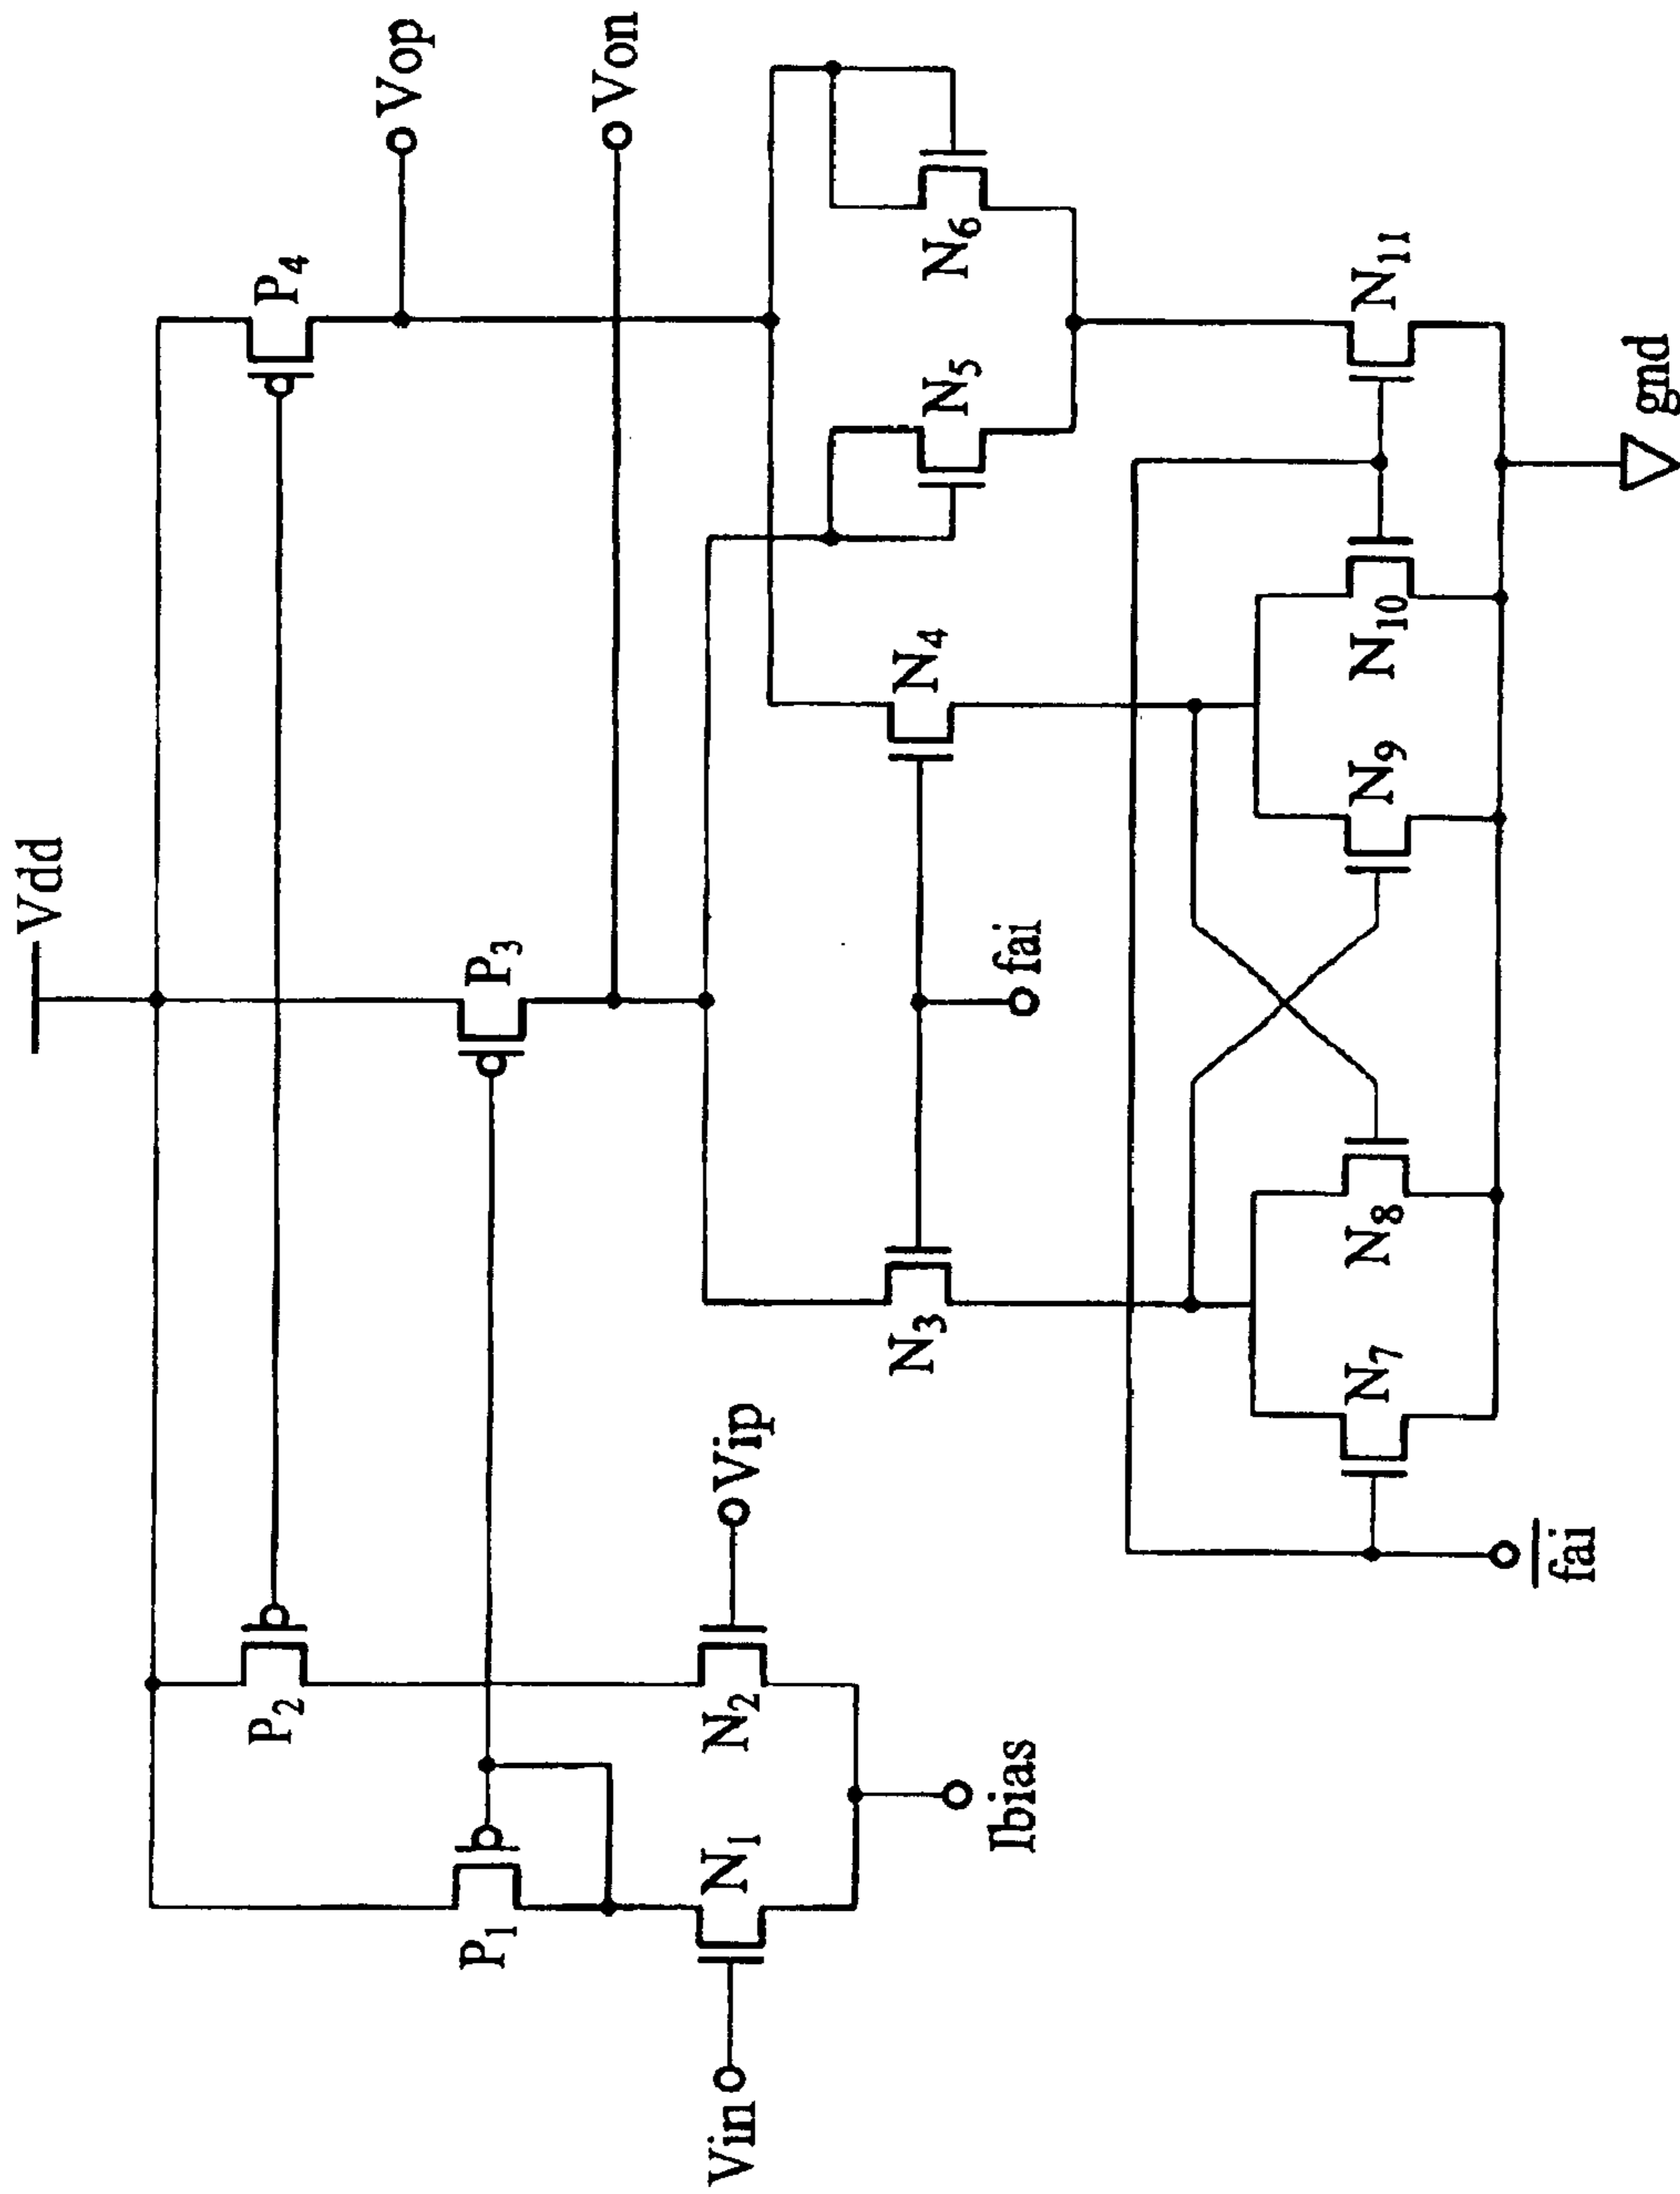 Vdd
P₄
Vop
P₃
Von
P₂
P₁
Vip
Vin
N₁
N₂
Ibias
N₃
fai
N₄
N₅
N₆
N₇
N₈
N₉
N₁₀
N₁₁
fai
gnd